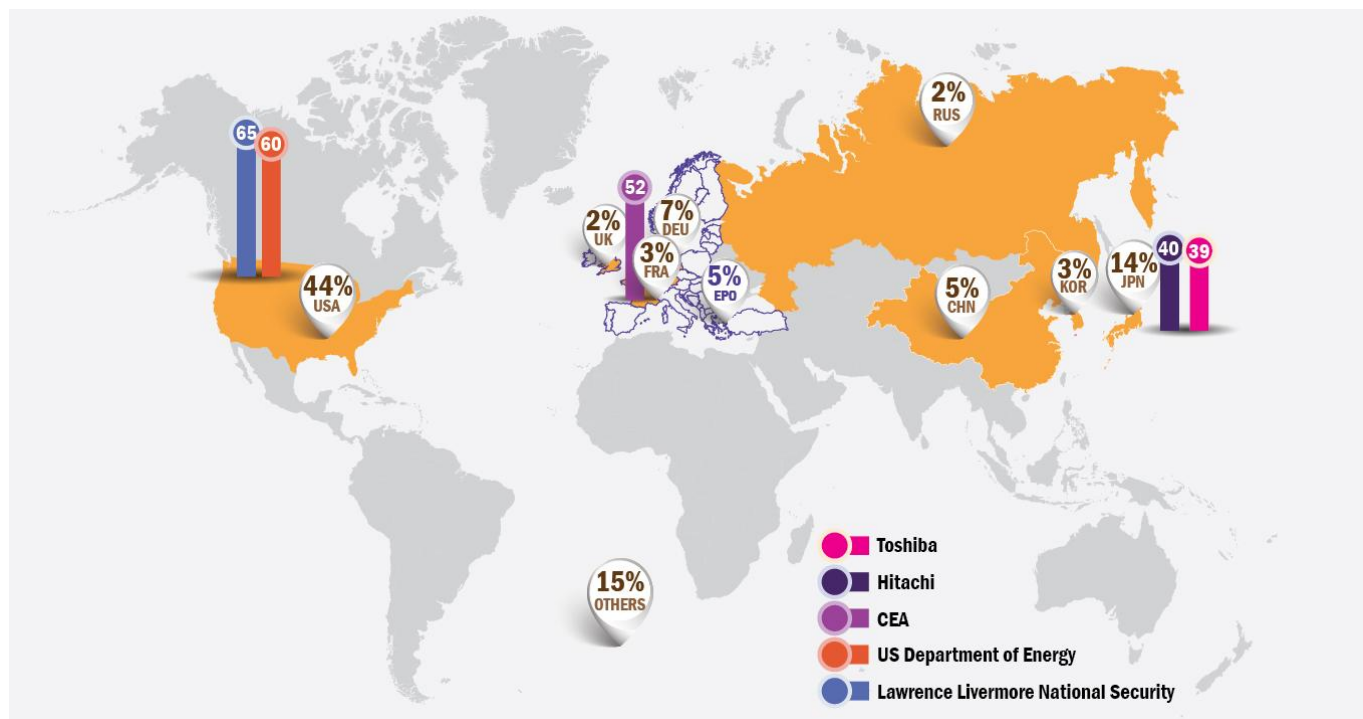 2%
RUS
65
60
52
2%
UK
7%
DEU
3%
FRA
5%
EPO
44%
USA
5%
CHN
3%
KOR
14%
JPN
40
39
15%
OTHERS
Toshiba
Hitachi
CEA
US Department of Energy
Lawrence Livermore National Security